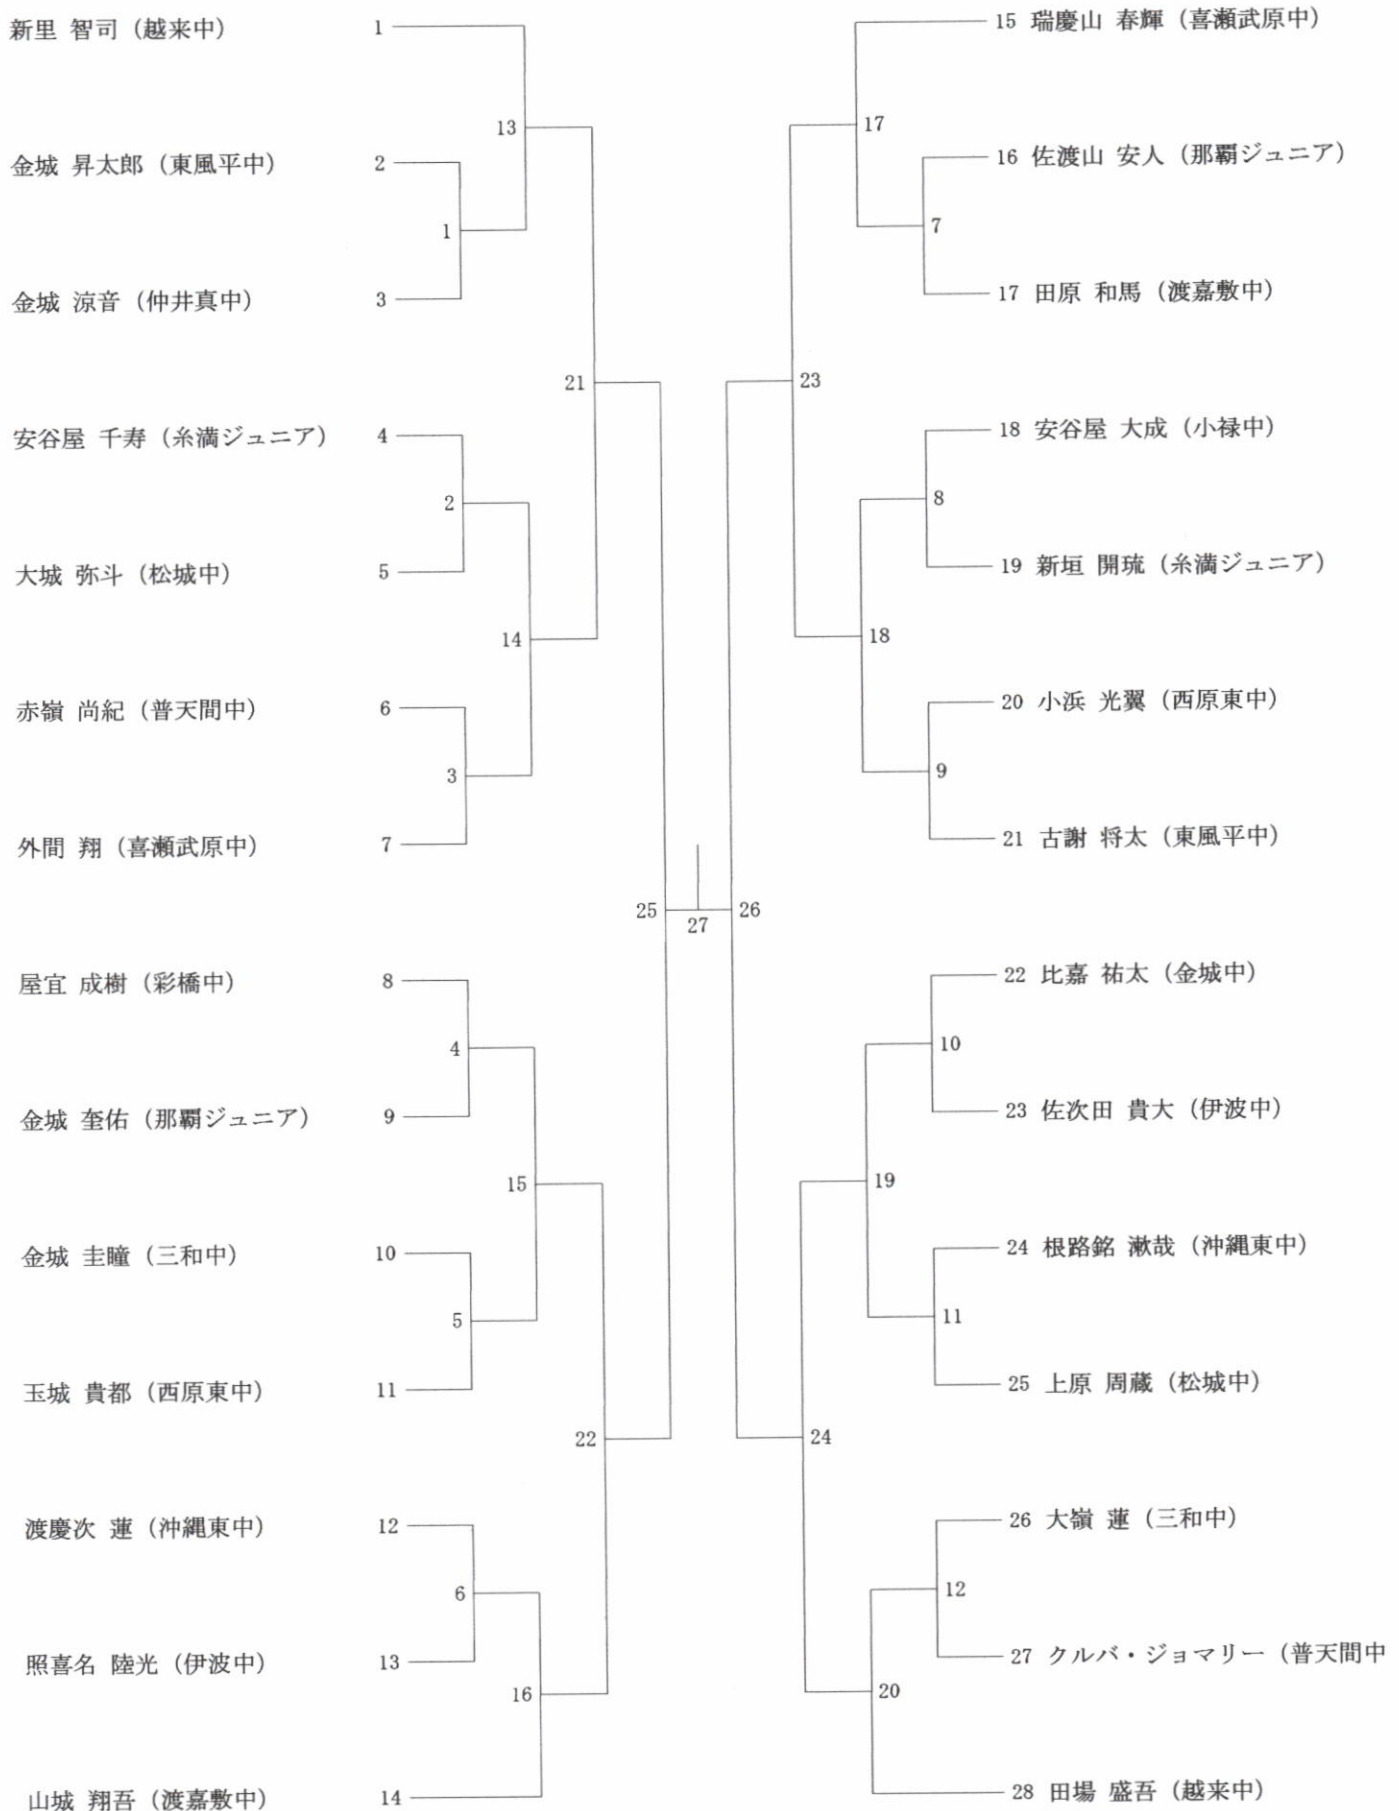 新里 智司（越来中） 1
13
金城 昇太郎（東風平中） 2
1
金城 涼音（仲井真中） 3
21
安谷屋 千寿（糸満ジュニア） 4
2
大城 弥斗（松城中） 5
14
赤嶺 尚紀（普天間中） 6
3
外間 翔（喜瀬武原中） 7
25
屋宜 成樹（彩橋中） 8
4
金城 奎佑（那覇ジュニア） 9
15
金城 圭瞳（三和中） 10
5
玉城 貴都（西原東中） 11
22
渡慶次 蓮（沖縄東中） 12
6
照喜名 陸光（伊波中） 13
16
山城 翔吾（渡嘉敷中） 14
27
15 瑞慶山 春輝（喜瀬武原中）
17
16 佐渡山 安人（那覇ジュニア）
7
17 田原 和馬（渡嘉敷中）
23
18 安谷屋 大成（小禄中）
8
19 新垣 開琉（糸満ジュニア）
18
20 小浜 光翼（西原東中）
9
21 古謝 将太（東風平中）
26
22 比嘉 祐太（金城中）
10
23 佐次田 貴大（伊波中）
19
24 根路銘 漱哉（沖縄東中）
11
25 上原 周蔵（松城中）
24
26 大嶺 蓮（三和中）
12
27 クルバ・ジョマリー（普天間中
20
28 田場 盛吾（越来中）